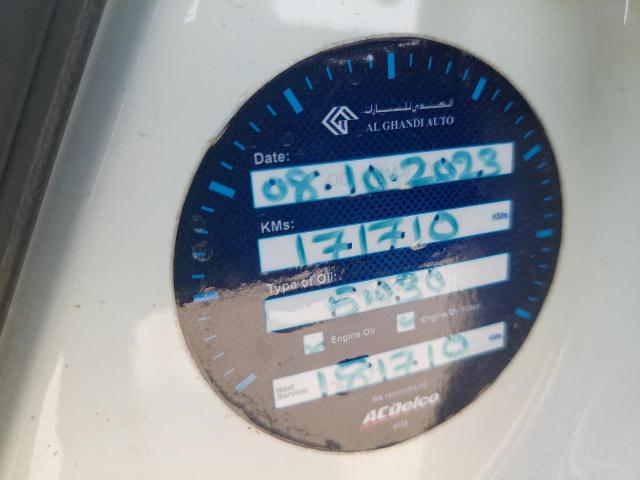 الغندي للسيارات
AL GHANDI AUTO
Date:
08.10.2023
KMs:
171710 KMs
Type of Oil:
5W30
Engine Oil Engine Oil Filter
Next Service: 181710 KMs
We recommend
ACDelco
oils